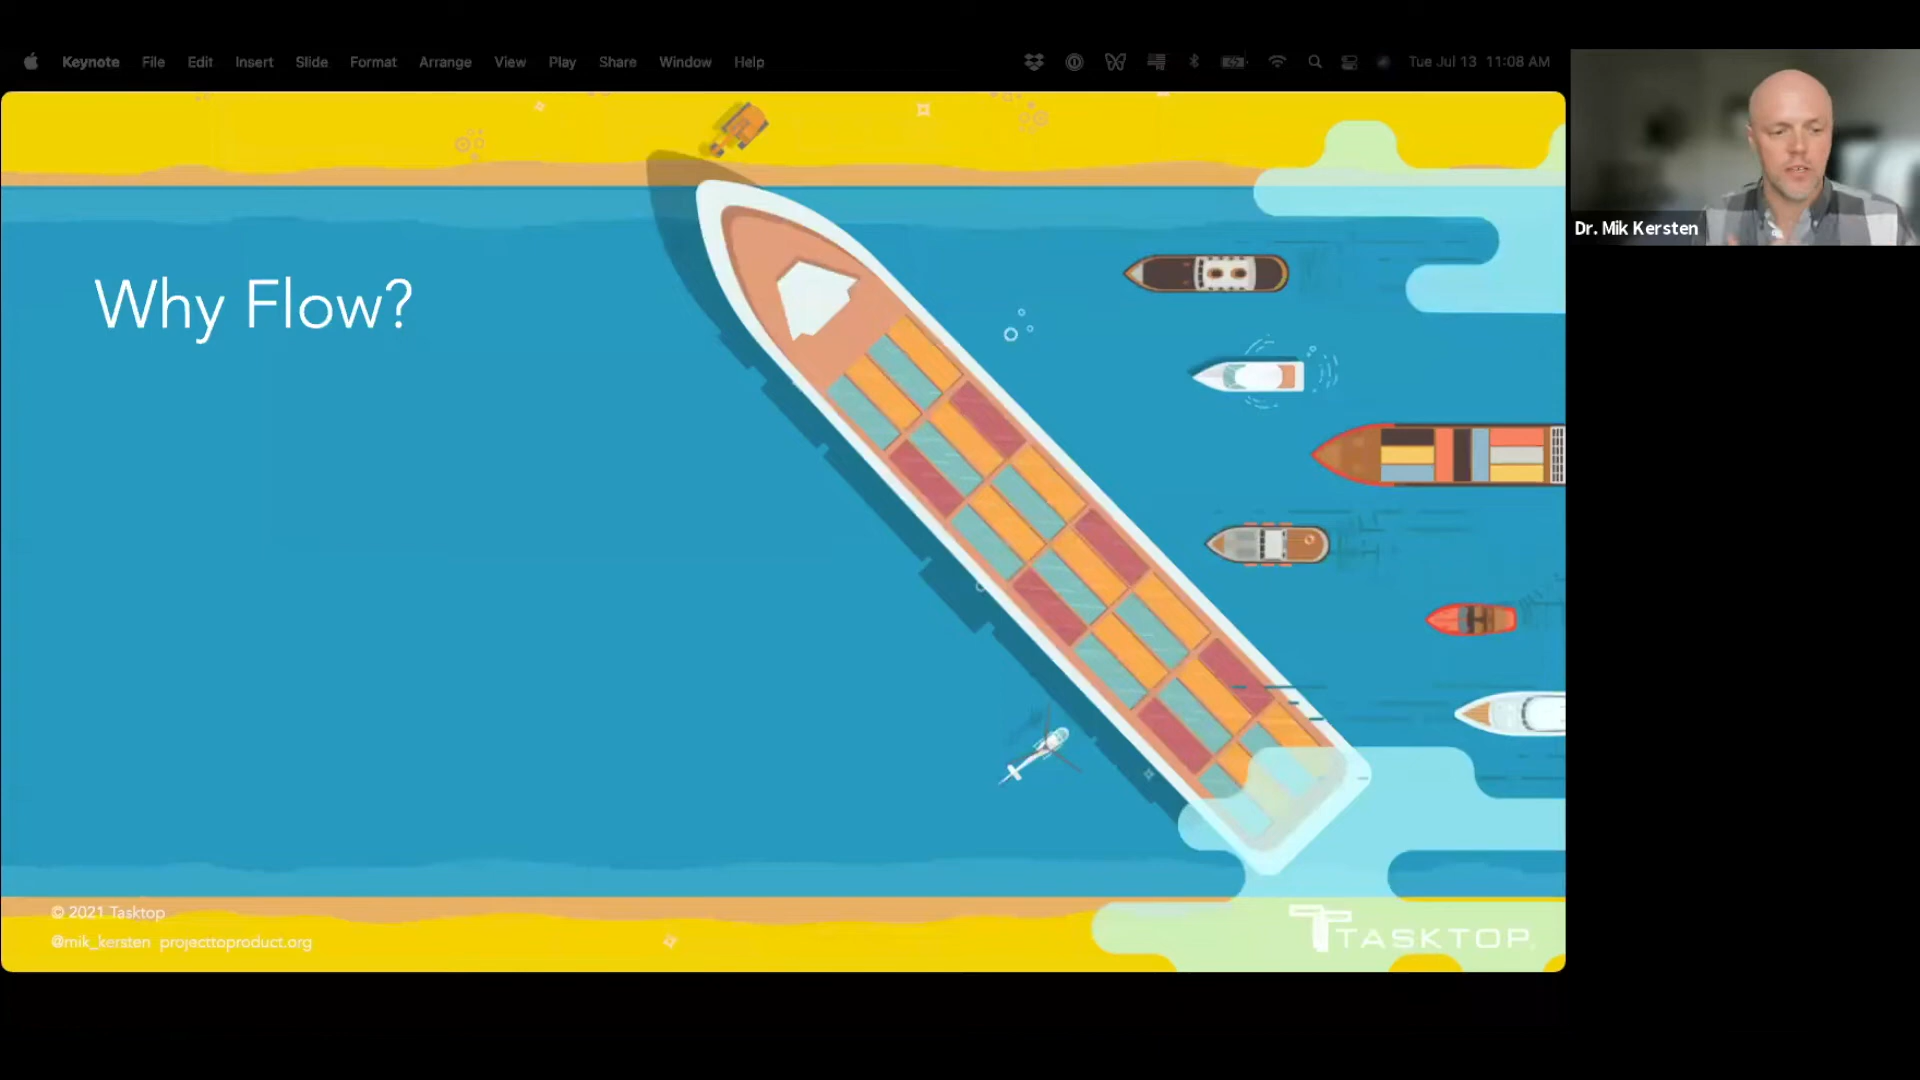 Keynote File Edit Insert Slide Format Arrange View Play Share Window Help Tue Jul 13 11:08 AM
Dr. Mik Kersten
Why Flow?
© 2021 Tasktop
@mik_kersten projecttoproduct.org
TASKTOP